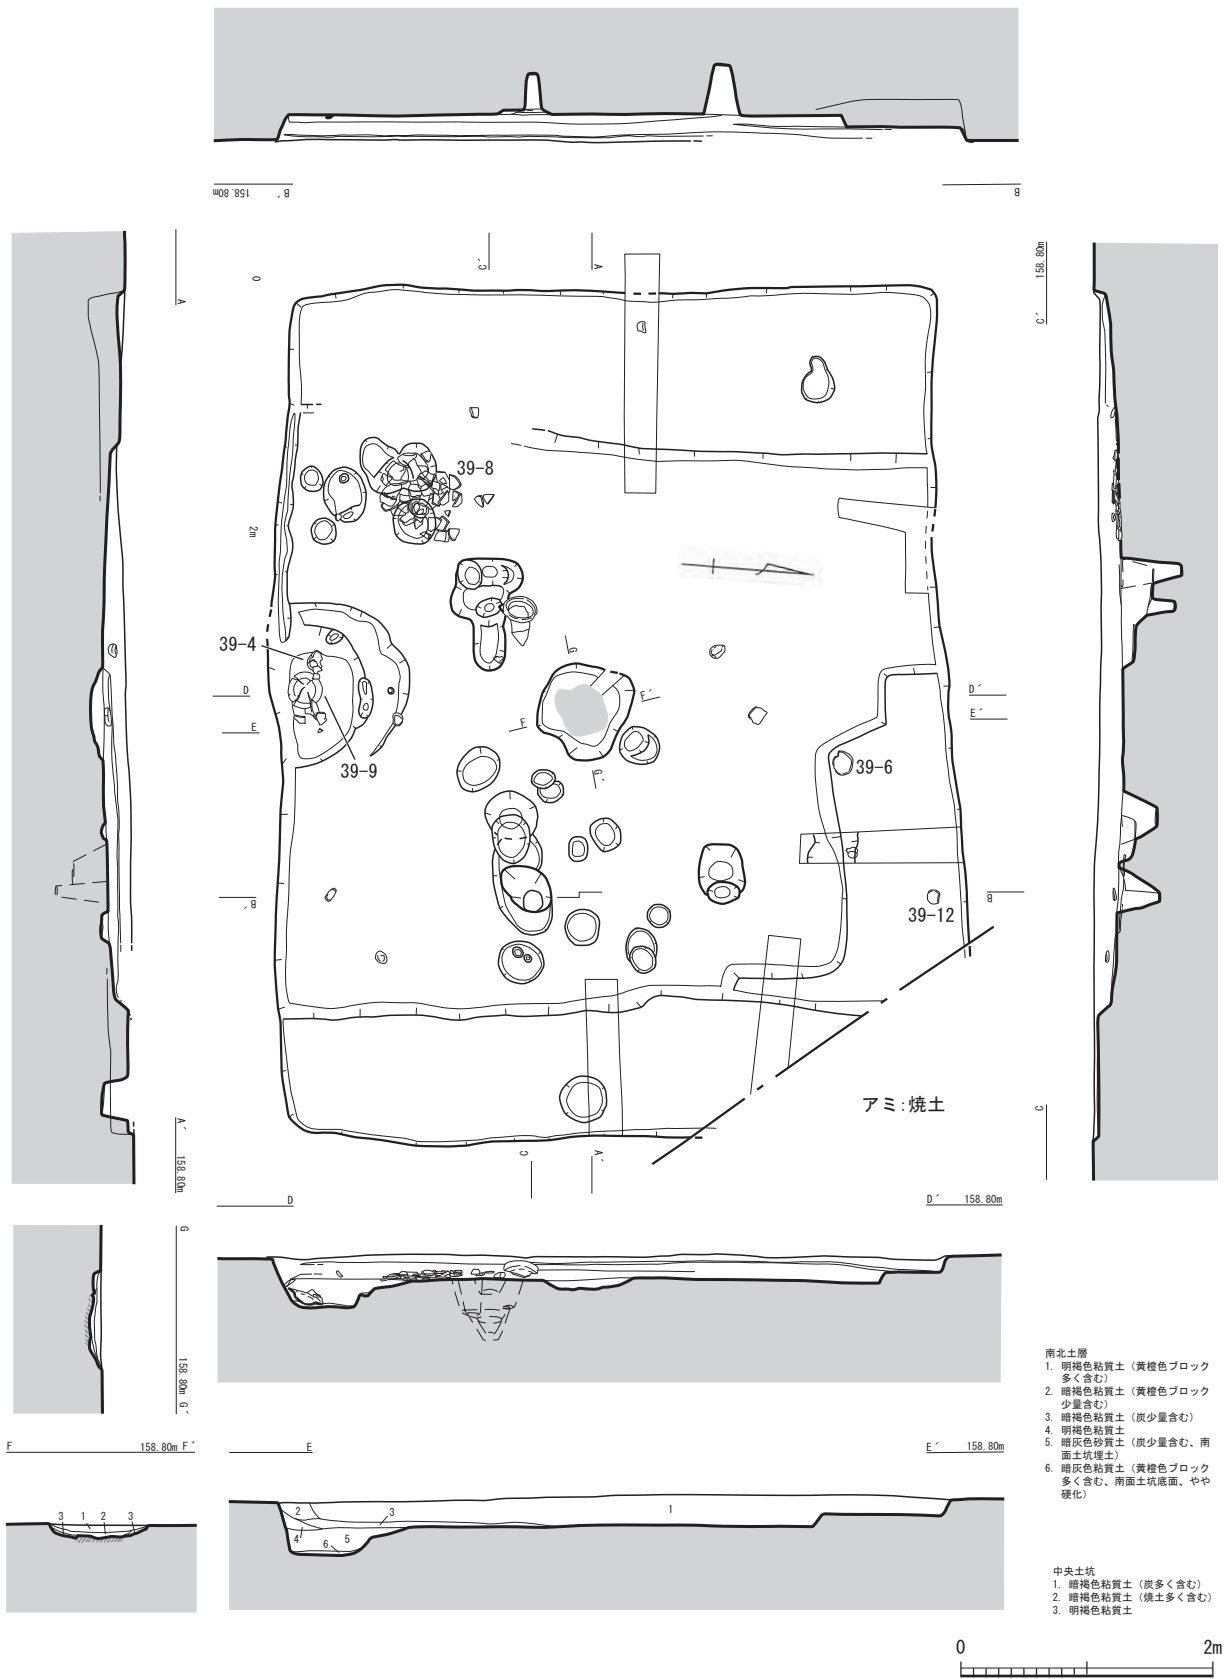 158.80m B´
B
A
C´
A
158.80m
C´
0
39-8
2m
39-4
G
D
F´
D´
E
F
E´
39-9
G´
39-6
B´
B
39-12
アミ:焼土
C
A´
158.80m
C
A´
D
D´ 158.80m
G
158.80m G´
F 158.80m F´
E
E´ 158.80m
3 1 2 3
2
3
1
4
5
6
南北土層
1. 明褐色粘質土（黄橙色ブロック
多く含む）
2. 暗褐色粘質土（黄橙色ブロック
少量含む）
3. 暗褐色粘質土（炭少量含む）
4. 明褐色粘質土
5. 暗灰色砂質土（炭少量含む、南
面土坑埋土）
6. 暗灰色粘質土（黄橙色ブロック
多く含む、南面土坑底面、やや
硬化）
中央土坑
1. 暗褐色粘質土（炭多く含む）
2. 暗褐色粘質土（焼土多く含む）
3. 明褐色粘質土
0 2m